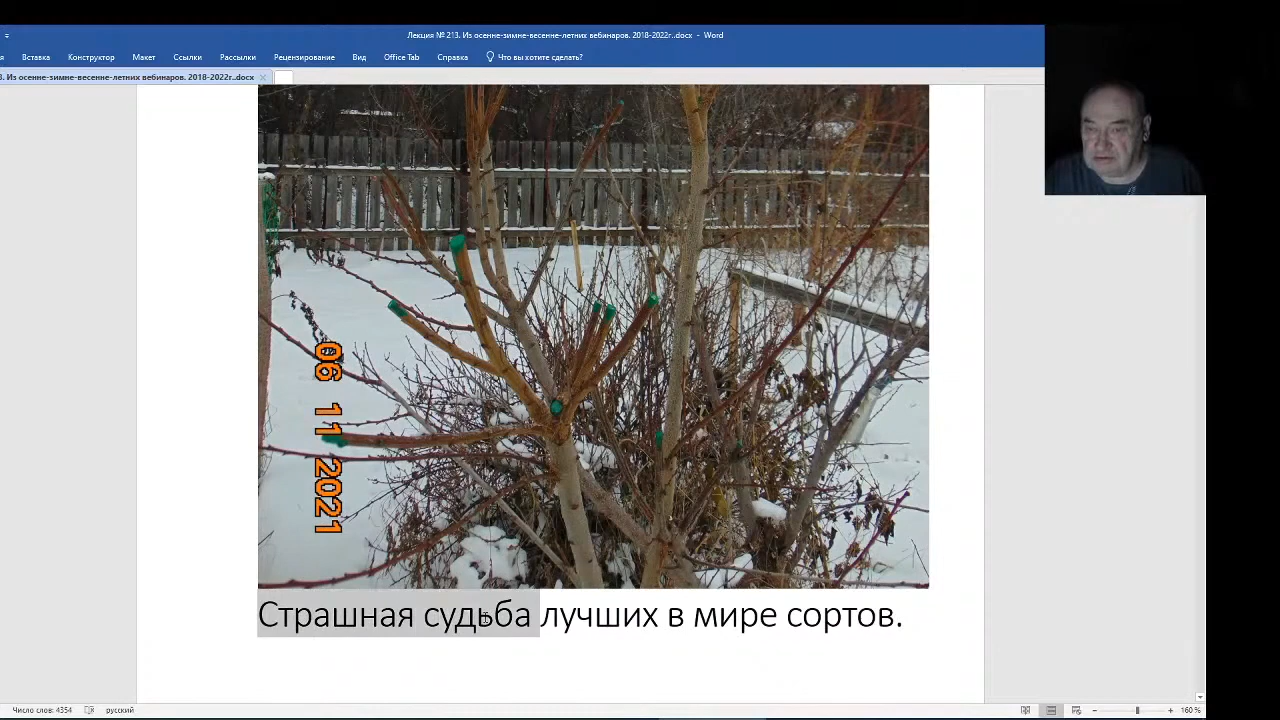 Лекция № 213. Из осенне-зимне-весенне-летних вебинаров. 2018-2022г..docx - Word
Вставка Конструктор Макет Ссылки Рассылки Рецензирование Вид Office Tab Справка Что вы хотите сделать?
3. Из осенне-зимне-весенне-летних вебинаров. 2018-2022г..docx
06 11 2021
Страшная судьба лучших в мире сортов.
Число слов: 4354 русский 160 %